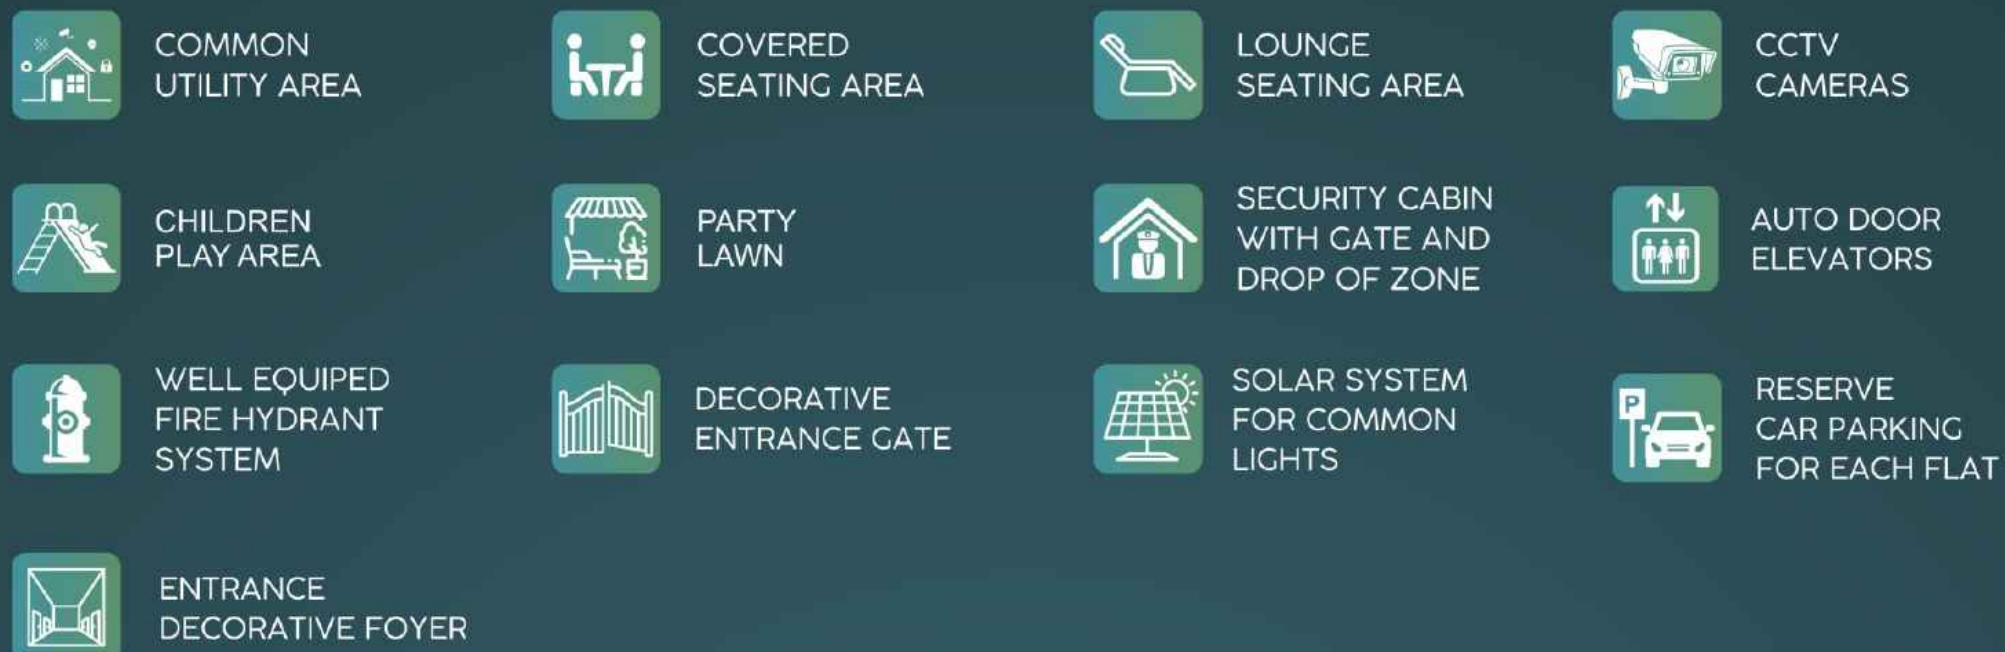 COMMON
UTILITY AREA
COVERED
SEATING AREA
LOUNGE
SEATING AREA
CCTV
CAMERAS
CHILDREN
PLAY AREA
PARTY
LAWN
SECURITY CABIN
WITH GATE AND
DROP OF ZONE
AUTO DOOR
ELEVATORS
WELL EQUIPED
FIRE HYDRANT
SYSTEM
DECORATIVE
ENTRANCE GATE
SOLAR SYSTEM
FOR COMMON
LIGHTS
P
RESERVE
CAR PARKING
FOR EACH FLAT
ENTRANCE
DECORATIVE FOYER